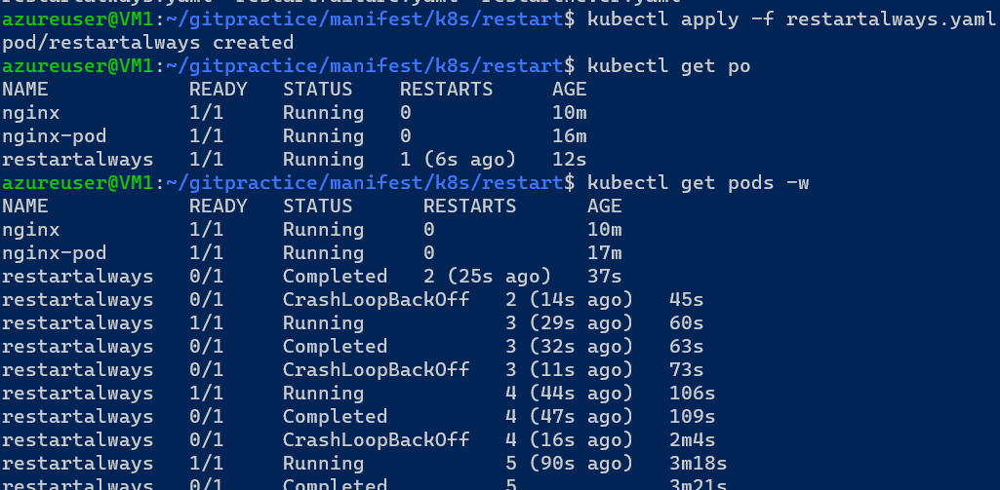 azureuser@VM1:~/gitpractice/manifest/k8s/restart$ kubectl apply -f restartalways.yaml
pod/restartalways created
azureuser@VM1:~/gitpractice/manifest/k8s/restart$ kubectl get po
NAME            READY   STATUS    RESTARTS     AGE
nginx           1/1     Running   0            10m
nginx-pod       1/1     Running   0            16m
restartalways   1/1     Running   1 (6s ago)   12s
azureuser@VM1:~/gitpractice/manifest/k8s/restart$ kubectl get pods -w
NAME            READY   STATUS      RESTARTS      AGE
nginx           1/1     Running     0             10m
nginx-pod       1/1     Running     0             17m
restartalways   0/1     Completed   2 (25s ago)   37s
restartalways   0/1     CrashLoopBackOff   2 (14s ago)   45s
restartalways   1/1     Running            3 (29s ago)   60s
restartalways   0/1     Completed          3 (32s ago)   63s
restartalways   0/1     CrashLoopBackOff   3 (11s ago)   73s
restartalways   1/1     Running            4 (44s ago)   106s
restartalways   0/1     Completed          4 (47s ago)   109s
restartalways   0/1     CrashLoopBackOff   4 (16s ago)   2m4s
restartalways   1/1     Running            5 (90s ago)   3m18s
restartalways   0/1     Completed          5             3m21s